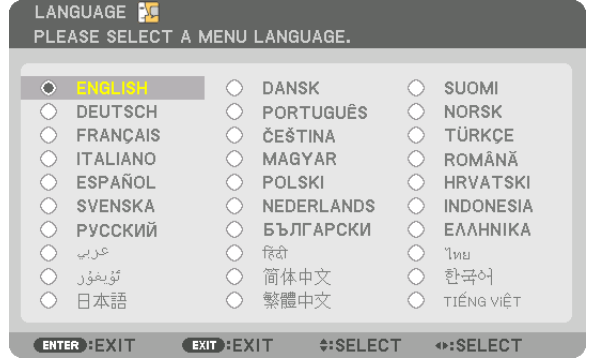 LANGUAGE
PLEASE SELECT A MENU LANGUAGE.
ENGLISH DANSK SUOMI
DEUTSCH PORTUGUÊS NORSK
FRANÇAIS ČEŠTINA TÜRKÇE
ITALIANO MAGYAR ROMÂNĂ
ESPAÑOL POLSKI HRVATSKI
SVENSKA NEDERLANDS INDONESIA
РУССКИЙ БЪЛГАРСКИ ΕΛΛΗΝΙΚΑ
عربي हिंदी ไทย
ئۇيغۇر 简体中文 한국어
日本語 繁體中文 TIẾNG VIỆT
ENTER :EXIT EXIT :EXIT :SELECT :SELECT